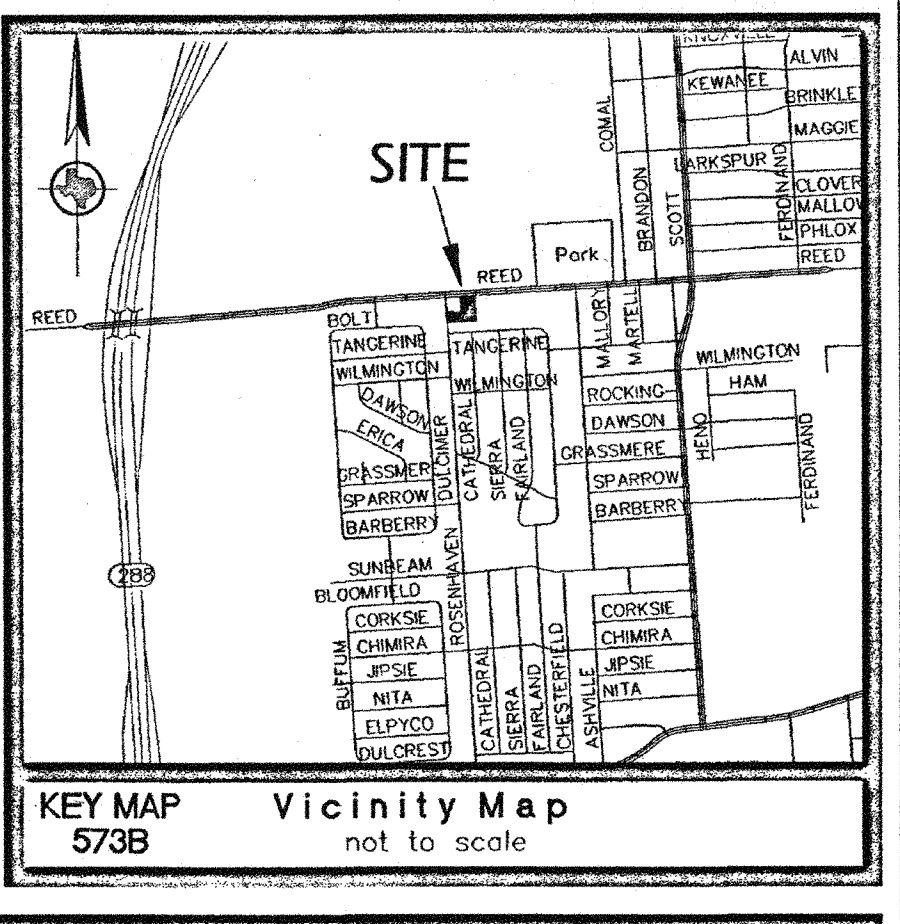 KNOXVILLE
ALVIN
KEWANEE
BRINKLE
COMAL
MAGGIE
SITE
LARKSPUR
FERDINAND
BRANDON
SCOTT
CLOVER
MALLOW
PHLOX
Park
REED
REED
REED
BOLT
MALLORY
MARTELL
TANGERINE
TANGERINE
WILMINGTON
WILMINGTON
WILMINGTON
HAM
DAWSON
ROCKING
ERICA
DULCIMER
CATHEDRAL
SIERRA
FAIRLAND
DAWSON
HENO
FERDINAND
GRASSMERE
GRASSMER
SPARROW
SPARROW
BARBERRY
BARBERRY
288
SUNBEAM
BLOOMFIELD
ROSENHAVEN
CORKSIE
CORKSIE
CHIMIRA
CHIMIRA
BUFFUM
JIPSIE
JIPSIE
NITA
NITA
CATHEDRAL
SIERRA
FAIRLAND
CHESTERFIELD
ASHVILLE
ELPYCO
DULCREST
KEY MAP
573B
Vicinity Map
not to scale